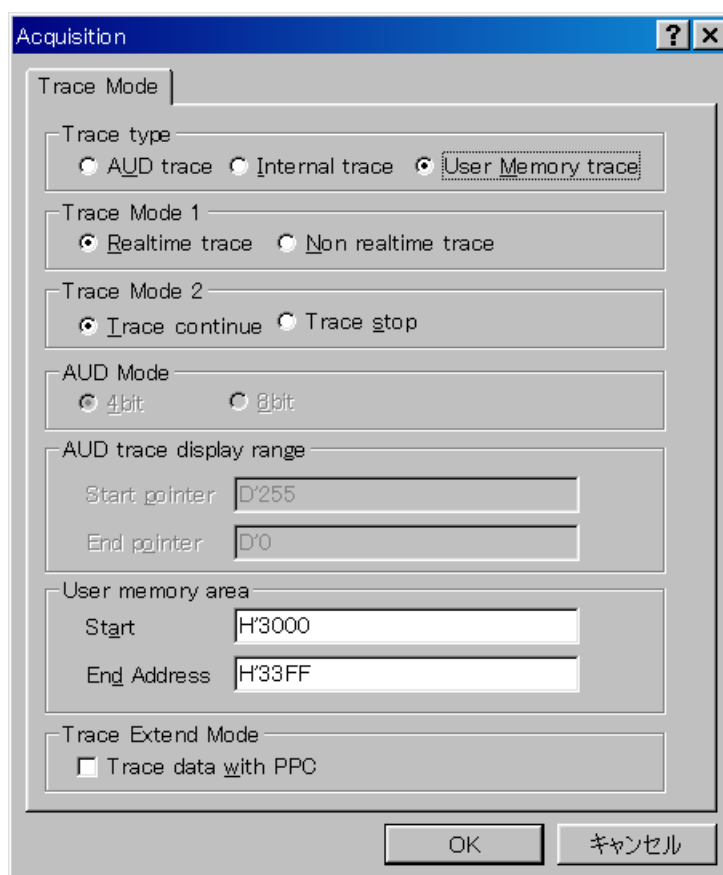 Acquisition
Trace Mode
Trace type
AUD trace Internal trace User Memory trace
Trace Mode 1
Realtime trace Non realtime trace
Trace Mode 2
Trace continue Trace stop
AUD Mode
4bit 8bit
AUD trace display range
Start pointer D'255
End pointer D'0
User memory area
Start H'3000
End Address H'33FF
Trace Extend Mode
Trace data with PPC
OK キャンセル